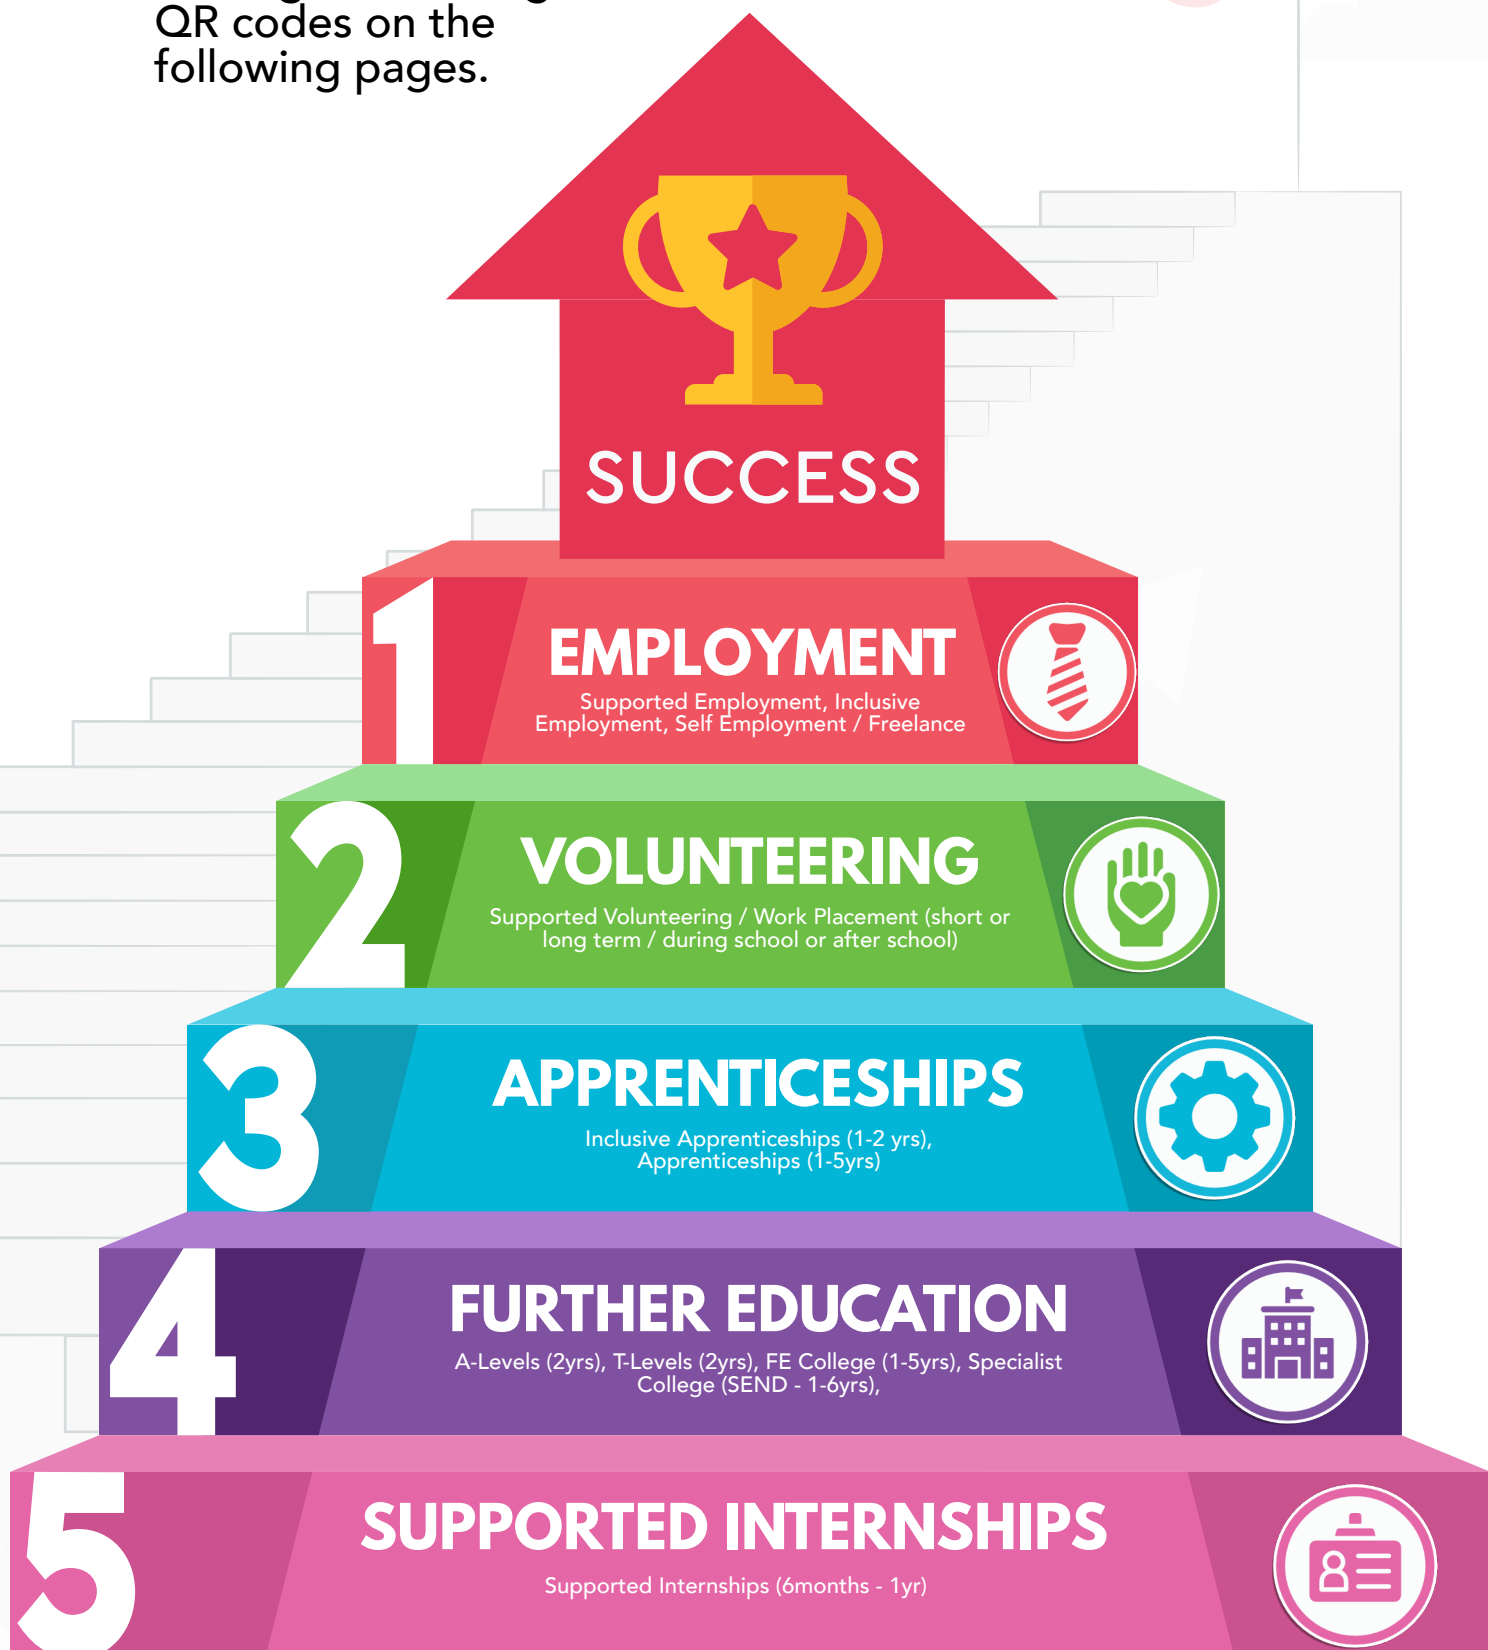 QR codes on the
following pages.
SUCCESS
1
EMPLOYMENT
Supported Employment, Inclusive
Employment, Self Employment / Freelance
2
VOLUNTEERING
Supported Volunteering / Work Placement (short or
long term / during school or after school)
3
APPRENTICESHIPS
Inclusive Apprenticeships (1-2 yrs),
Apprenticeships (1-5yrs)
4
FURTHER EDUCATION
A-Levels (2yrs), T-Levels (2yrs), FE College (1-5yrs), Specialist
College (SEND - 1-6yrs),
5
SUPPORTED INTERNSHIPS
Supported Internships (6months - 1yr)